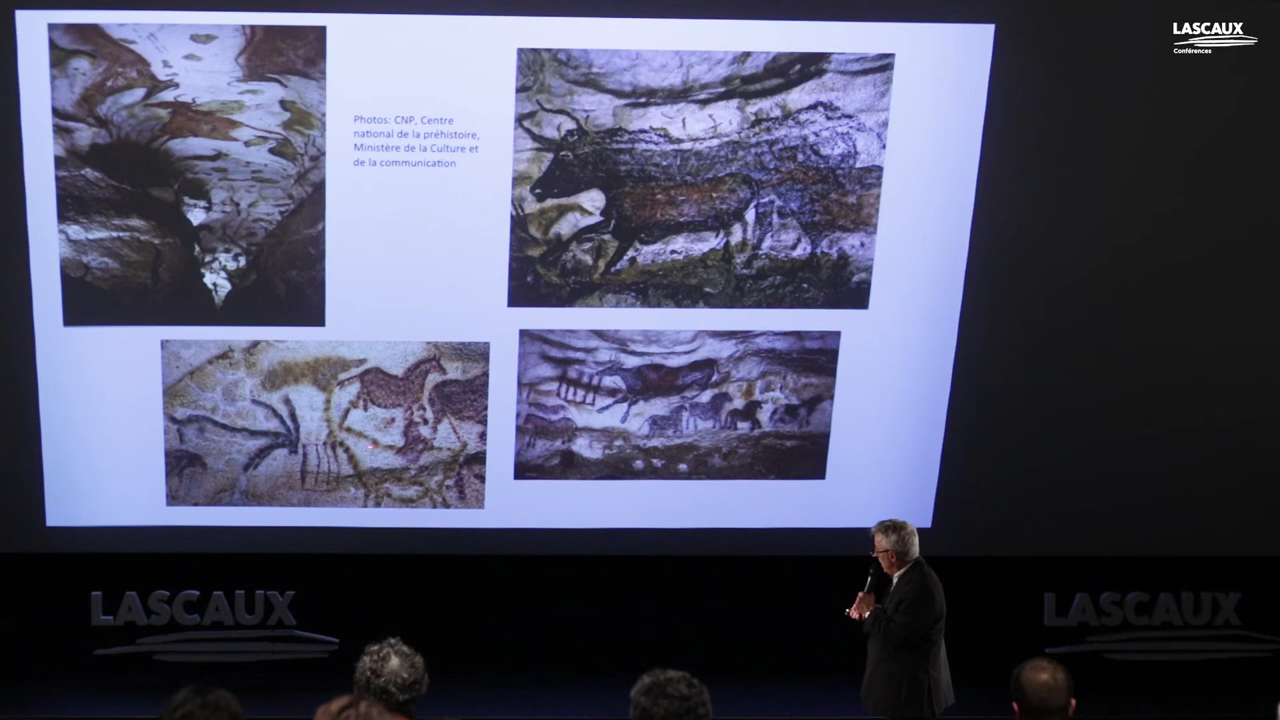 LASCAUX
Conférences
Photos: CNP, Centre
national de la préhistoire,
Ministère de la Culture et
de la communication
LASCAUX
LASCAUX